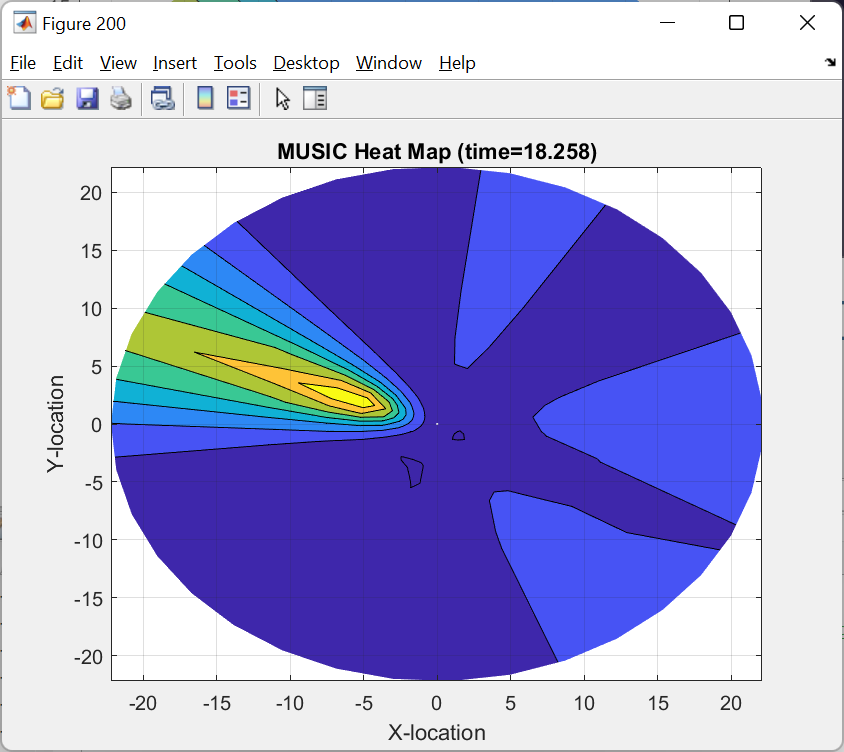 Figure 200
File Edit View Insert Tools Desktop Window Help
MUSIC Heat Map (time=18.258)
20
15
10
5
0
-5
-10
-15
-20
Y-location
-20 -15 -10 -5 0 5 10 15 20
X-location